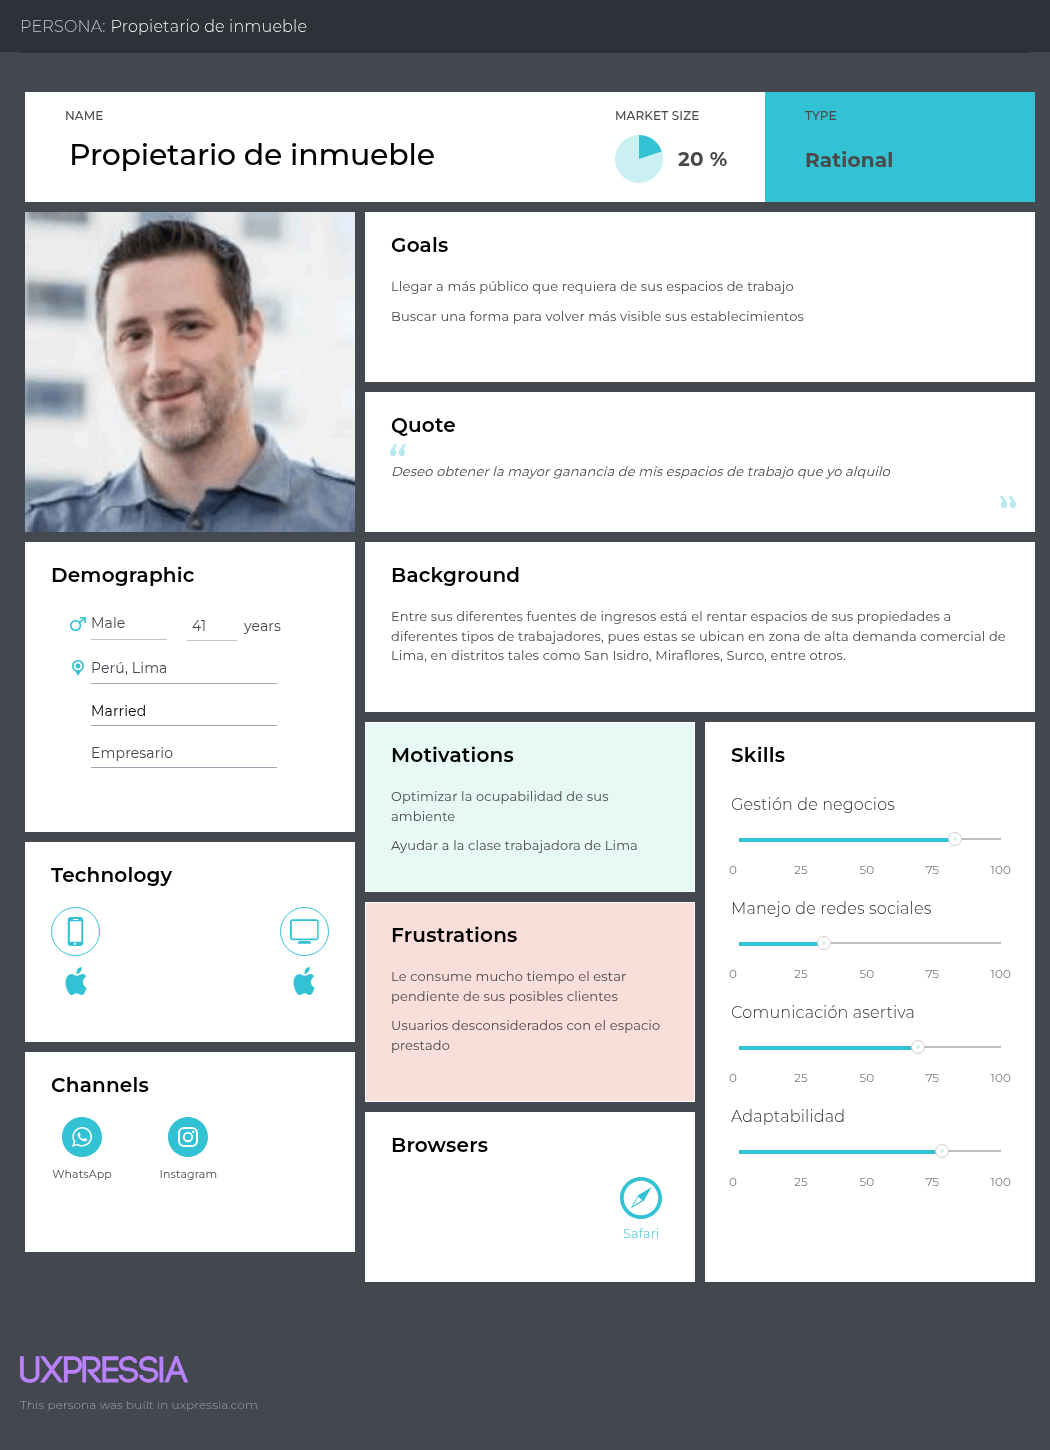 PERSONA: Propietario de inmueble
NAME
Propietario de inmueble
MARKET SIZE
20 %
TYPE
Rational
Goals
Llegar a más público que requiera de sus espacios de trabajo
Buscar una forma para volver más visible sus establecimientos
Quote
“
Deseo obtener la mayor ganancia de mis espacios de trabajo que yo alquilo
”
Demographic
Male
41 years
Perú, Lima
Married
Empresario
Background
Entre sus diferentes fuentes de ingresos está el rentar espacios de sus propiedades a
diferentes tipos de trabajadores, pues estas se ubican en zona de alta demanda comercial de
Lima, en distritos tales como San Isidro, Miraflores, Surco, entre otros.
Technology
Channels
WhatsApp
Instagram
Motivations
Optimizar la ocupabilidad de sus
ambiente
Ayudar a la clase trabajadora de Lima
Frustrations
Le consume mucho tiempo el estar
pendiente de sus posibles clientes
Usuarios desconsiderados con el espacio
prestado
Browsers
Safari
Skills
Gestión de negocios
0 25 50 75 100
Manejo de redes sociales
0 25 50 75 100
Comunicación asertiva
0 25 50 75 100
Adaptabilidad
0 25 50 75 100
UXPRESSIA
This persona was built in uxpressia.com